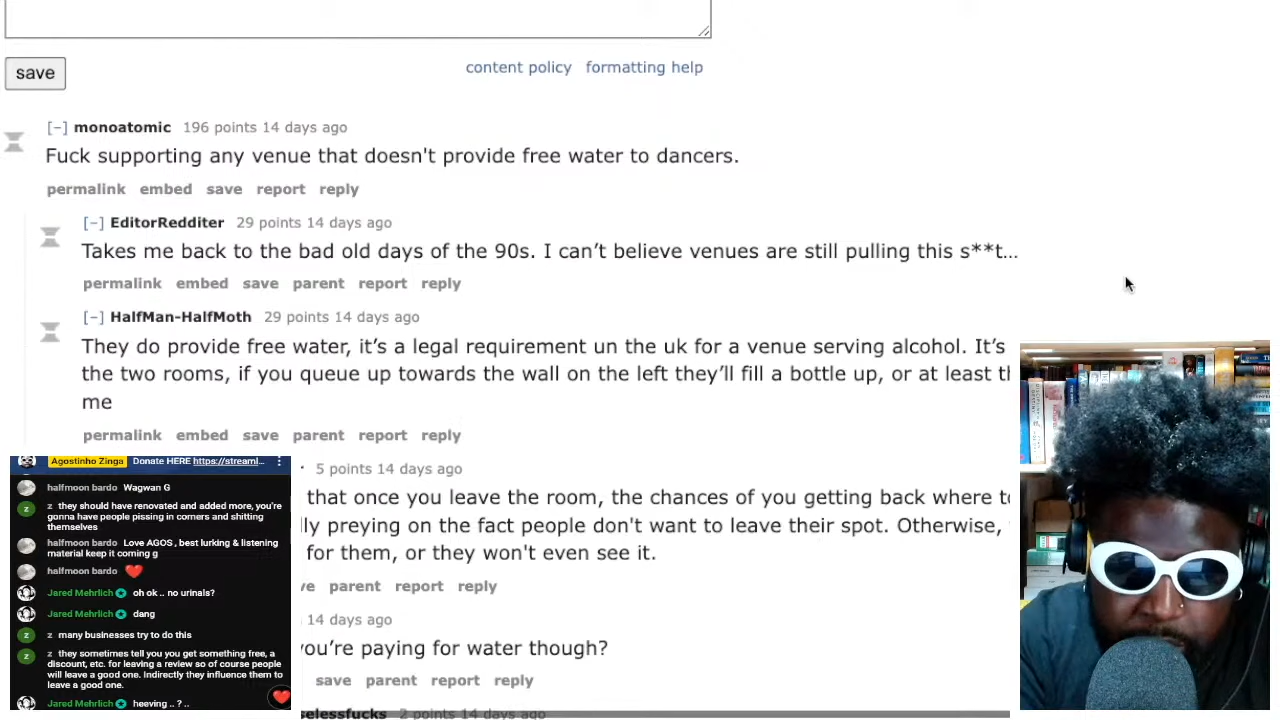 save
content policy formatting help
[–] monoatomic 196 points 14 days ago
Fuck supporting any venue that doesn't provide free water to dancers.
permalink embed save report reply
[–] EditorRedditer 29 points 14 days ago
Takes me back to the bad old days of the 90s. I can't believe venues are still pulling this s**t...
permalink embed save parent report reply
[–] HalfMan-HalfMoth 29 points 14 days ago
They do provide free water, it's a legal requirement un the uk for a venue serving alcohol. It's
the two rooms, if you queue up towards the wall on the left they'll fill a bottle up, or at least
me
permalink embed save parent report reply
5 points 14 days ago
that once you leave the room, the chances of you getting back where
preying on the fact people don't want to leave their spot. Otherwise,
for them, or they won't even see it.
parent report reply
14 days ago
you're paying for water though?
save parent report reply
selessfucks 2 points 14 days ago
Agostinho Zinga Donate HERE https://streaml...
halfmoon bardo Wagwan G
z they should have renovated and added more, you're
gonna have people pissing in corners and shitting
themselves
halfmoon bardo Love AGOS , best lurking & listening
material keep it coming g
halfmoon bardo ❤️
Jared Mehrlich oh ok .. no urinals?
Jared Mehrlich dang
z many businesses try to do this
z they sometimes tell you you get something free, a
discount, etc. for leaving a review so of course people
will leave a good one. Indirectly they influence them to
leave a good one.
Jared Mehrlich heeving .. ? ..